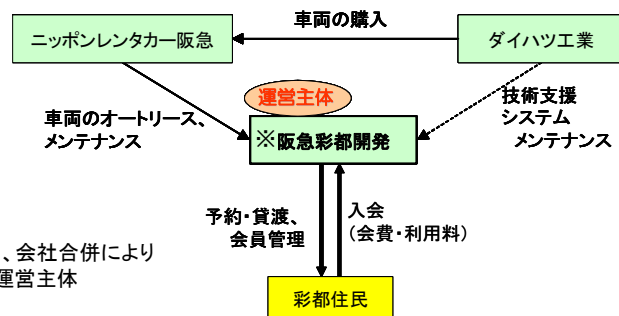 車両の購入
ニッポンレンタカー阪急
ダイハツ工業
運営主体
車両のオートリース、
メンテナンス
技術支援
システム
メンテナンス
※阪急彩都開発
予約・貸渡、
会員管理
入会
(会費・利用料)
、会社合併により
運営主体
彩都住民